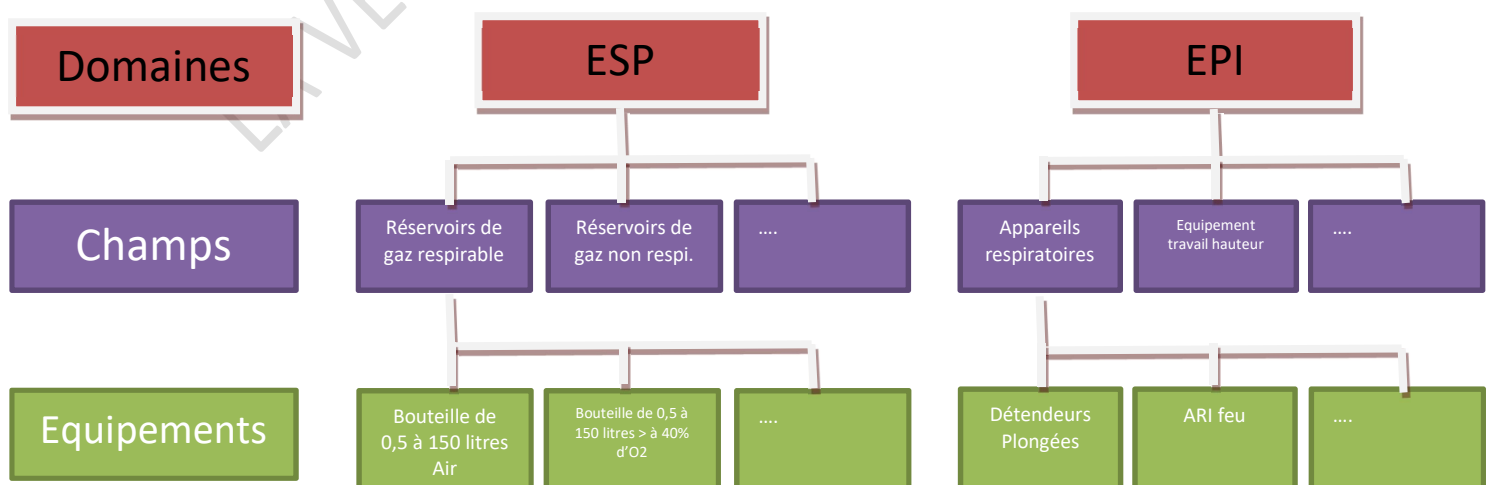 Domaines
ESP
EPI
Champs
Réservoirs de
gaz respirable
Réservoirs de
gaz non respi.
....
Appareils
respiratoires
Equipement
travail hauteur
....
Equipements
Bouteille de
0,5 à 150 litres
Air
Bouteille de 0,5 à
150 litres > à 40%
d'O2
....
Détendeurs
Plongées
ARI feu
....